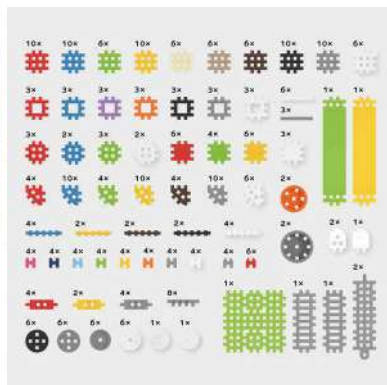 10× 10× 6× 10× 6× 6× 6× 10× 10× 6×
3× 3× 3× 3× 3× 3× 3× 6× 1× 1×
3×
3× 2× 3× 2× 6× 4× 6× 3×
4× 10× 4× 10× 4× 10× 6× 2×
4× 2× 2× 2× 4× 2× 2× 1×
4× 4× 4× 4× 4× 4× 4× 4× 4× 6×
4× 2× 4× 8× 1× 1× 1× 2×
6× 6× 6× 6× 1× 1×